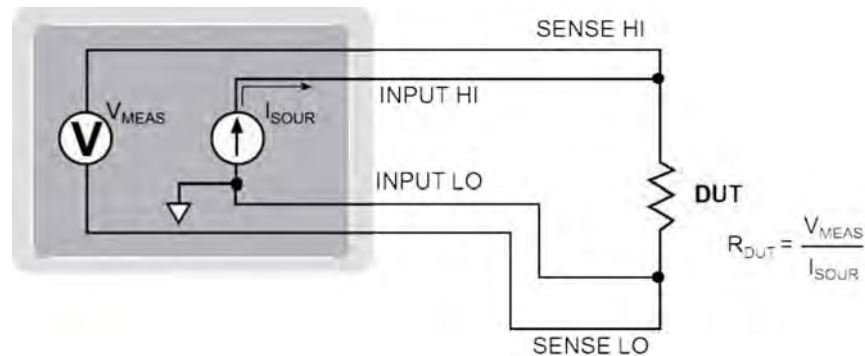 SENSE HI
INPUT HI
V
VMEAS
ISOUR
INPUT LO
DUT
RDUT = VMEAS / ISOUR
SENSE LO